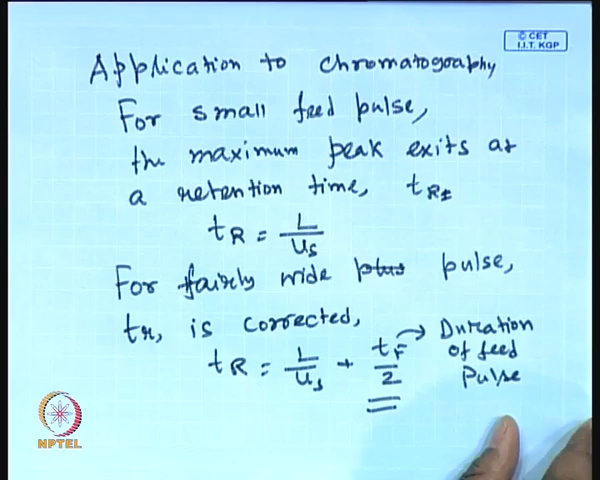 © CET
I.I.T. KGP
Application to chromatography
For small feed pulse,
the maximum peak exits at
a retention time, tR
tR = L/us
For fairly wide pulse,
tR, is corrected,
tR = L/us + tF/2 → Duration
of feed
Pulse
NPTEL